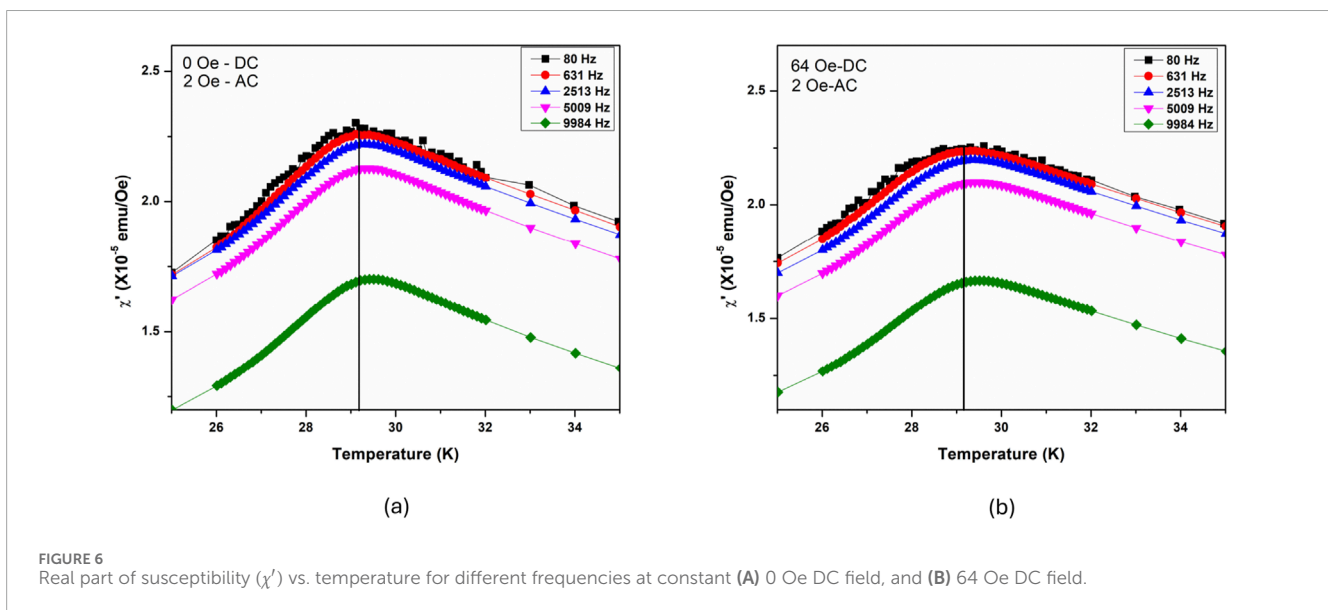 0 Oe - DC
2 Oe - AC
80 Hz
631 Hz
2513 Hz
5009 Hz
9984 Hz
2.5
2.0
1.5
χ' (X10⁻⁵ emu/Oe)
26 28 30 32 34
Temperature (K)
(a)
64 Oe-DC
2 Oe-AC
80 Hz
631 Hz
2513 Hz
5009 Hz
9984 Hz
2.5
2.0
1.5
χ' (X10⁻⁵ emu/Oe)
26 28 30 32 34
Temperature (K)
(b)
FIGURE 6
Real part of susceptibility (χ′) vs. temperature for different frequencies at constant (A) 0 Oe DC field, and (B) 64 Oe DC field.